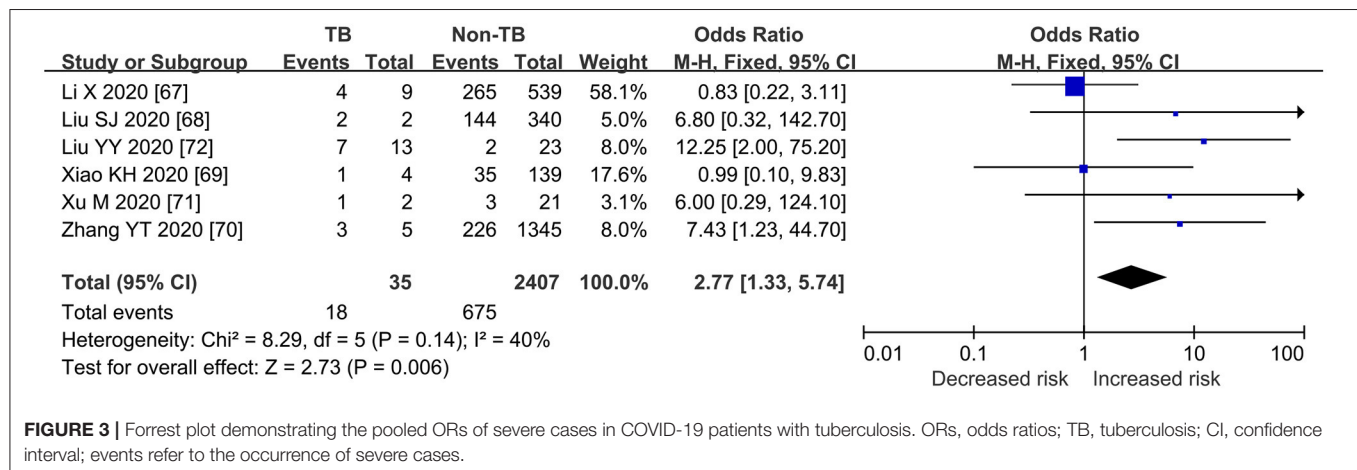 TB Non-TB Odds Ratio Odds Ratio
Study or Subgroup Events Total Events Total Weight M-H, Fixed, 95% CI M-H, Fixed, 95% CI
Li X 2020 [67] 4 9 265 539 58.1% 0.83 [0.22, 3.11]
Liu SJ 2020 [68] 2 2 144 340 5.0% 6.80 [0.32, 142.70]
Liu YY 2020 [72] 7 13 2 23 8.0% 12.25 [2.00, 75.20]
Xiao KH 2020 [69] 1 4 35 139 17.6% 0.99 [0.10, 9.83]
Xu M 2020 [71] 1 2 3 21 3.1% 6.00 [0.29, 124.10]
Zhang YT 2020 [70] 3 5 226 1345 8.0% 7.43 [1.23, 44.70]
Total (95% CI) 35 2407 100.0% 2.77 [1.33, 5.74]
Total events 18 675
Heterogeneity: Chi² = 8.29, df = 5 (P = 0.14); I² = 40%
Test for overall effect: Z = 2.73 (P = 0.006)
0.01 0.1 1 10 100
Decreased risk Increased risk
FIGURE 3 | Forrest plot demonstrating the pooled ORs of severe cases in COVID-19 patients with tuberculosis. ORs, odds ratios; TB, tuberculosis; CI, confidence
interval; events refer to the occurrence of severe cases.